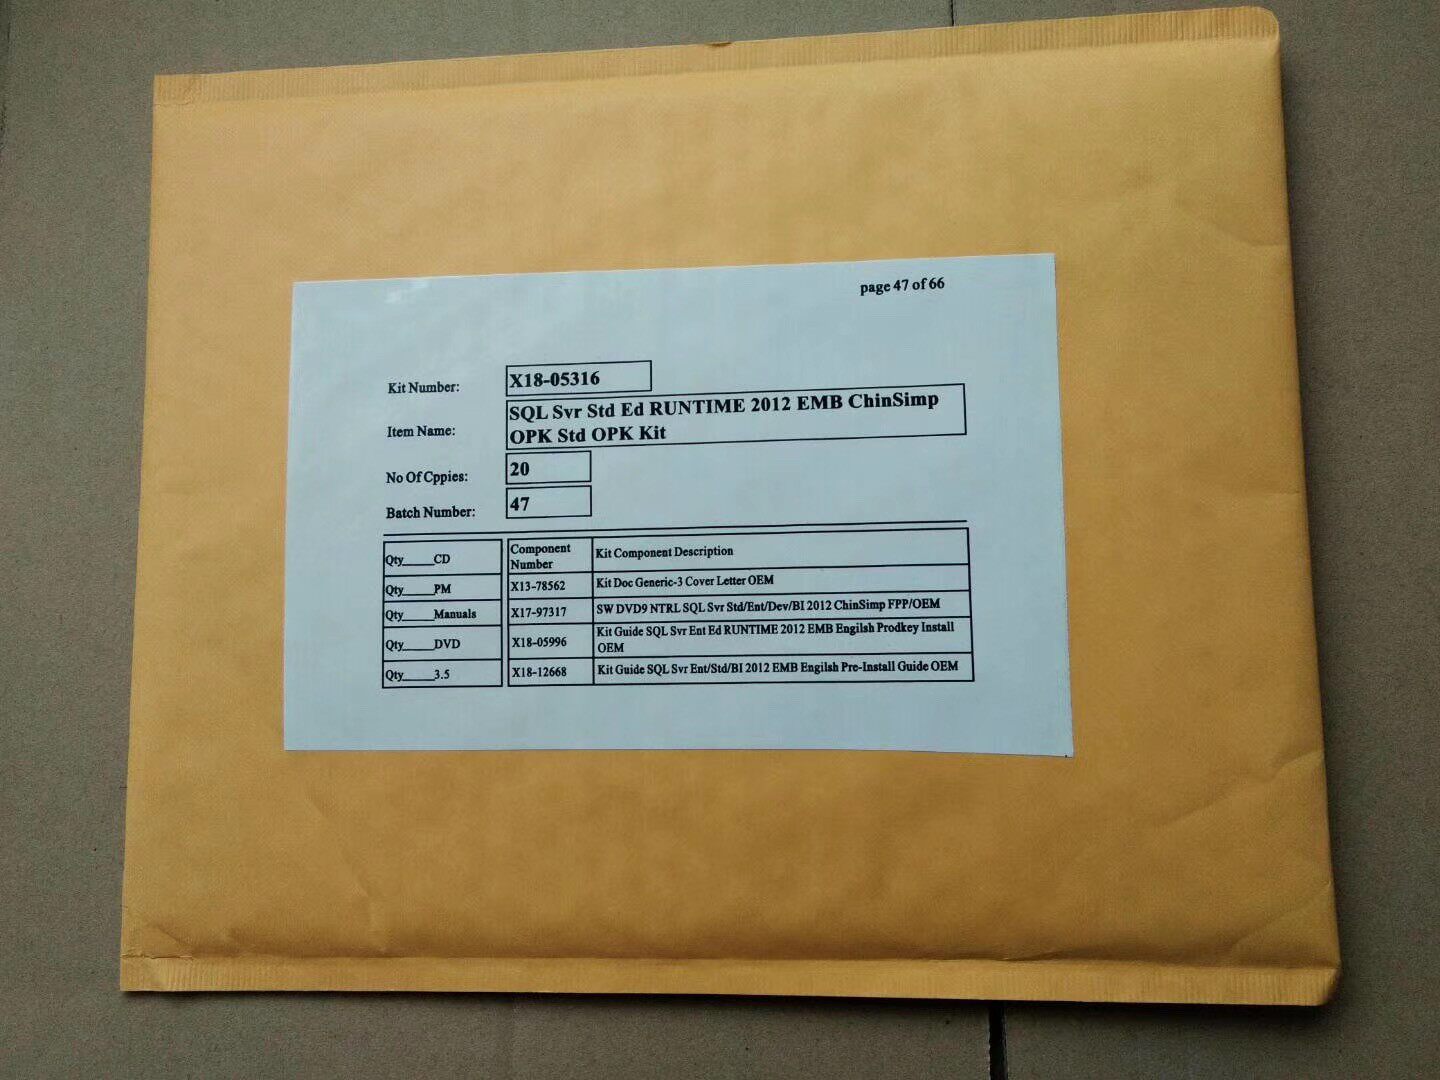 page 47 of 66
Kit Number: X18-05316
Item Name: SQL Svr Std Ed RUNTIME 2012 EMB ChinSimp
OPK Std OPK Kit
No Of Cppies: 20
Batch Number: 47
Qty_____CD
Qty_____PM
Qty_____Manuals
Qty_____DVD
Qty_____3.5
Component Number Kit Component Description
X13-78562 Kit Doc Generic-3 Cover Letter OEM
X17-97317 SW DVD9 NTRL SQL Svr Std/Ent/Dev/BI 2012 ChinSimp FPP/OEM
X18-05996 Kit Guide SQL Svr Ent Ed RUNTIME 2012 EMB Engilsh Prodkey Install
OEM
X18-12668 Kit Guide SQL Svr Ent/Std/BI 2012 EMB Engilsh Pre-Install Guide OEM